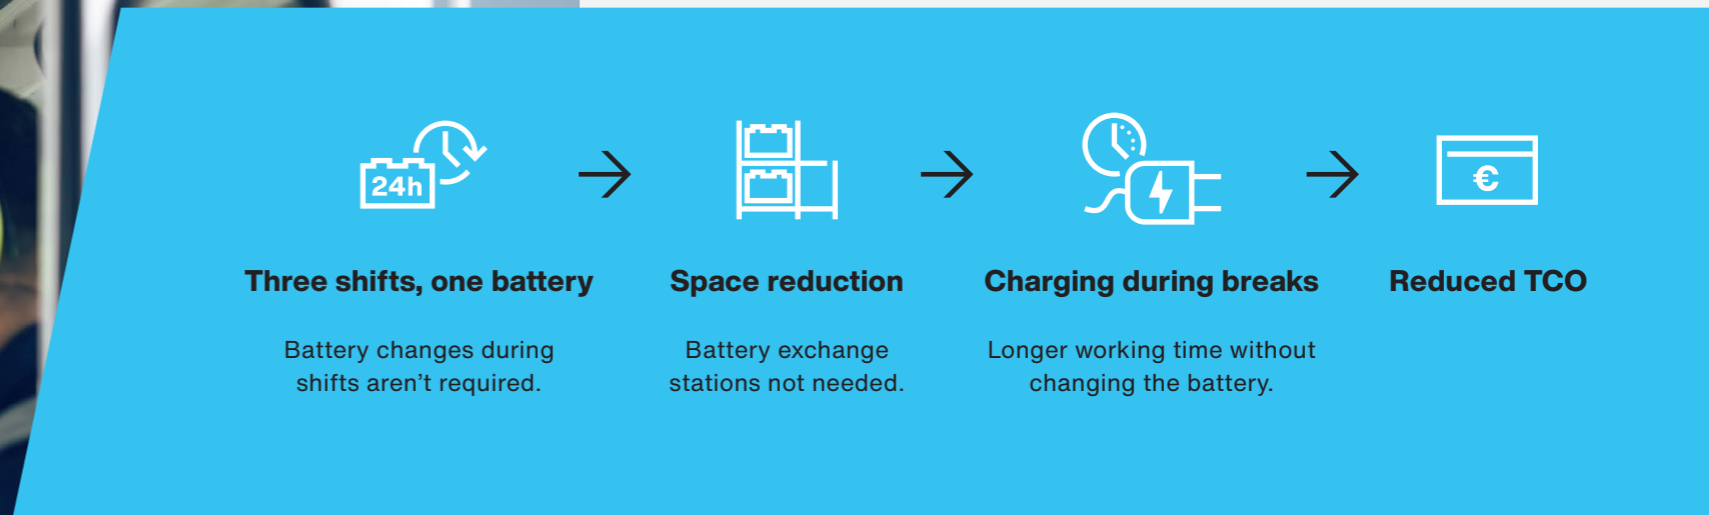 24h
€
Three shifts, one battery
Space reduction
Charging during breaks
Reduced TCO
Battery changes during
shifts aren't required.
Battery exchange
stations not needed.
Longer working time without
changing the battery.